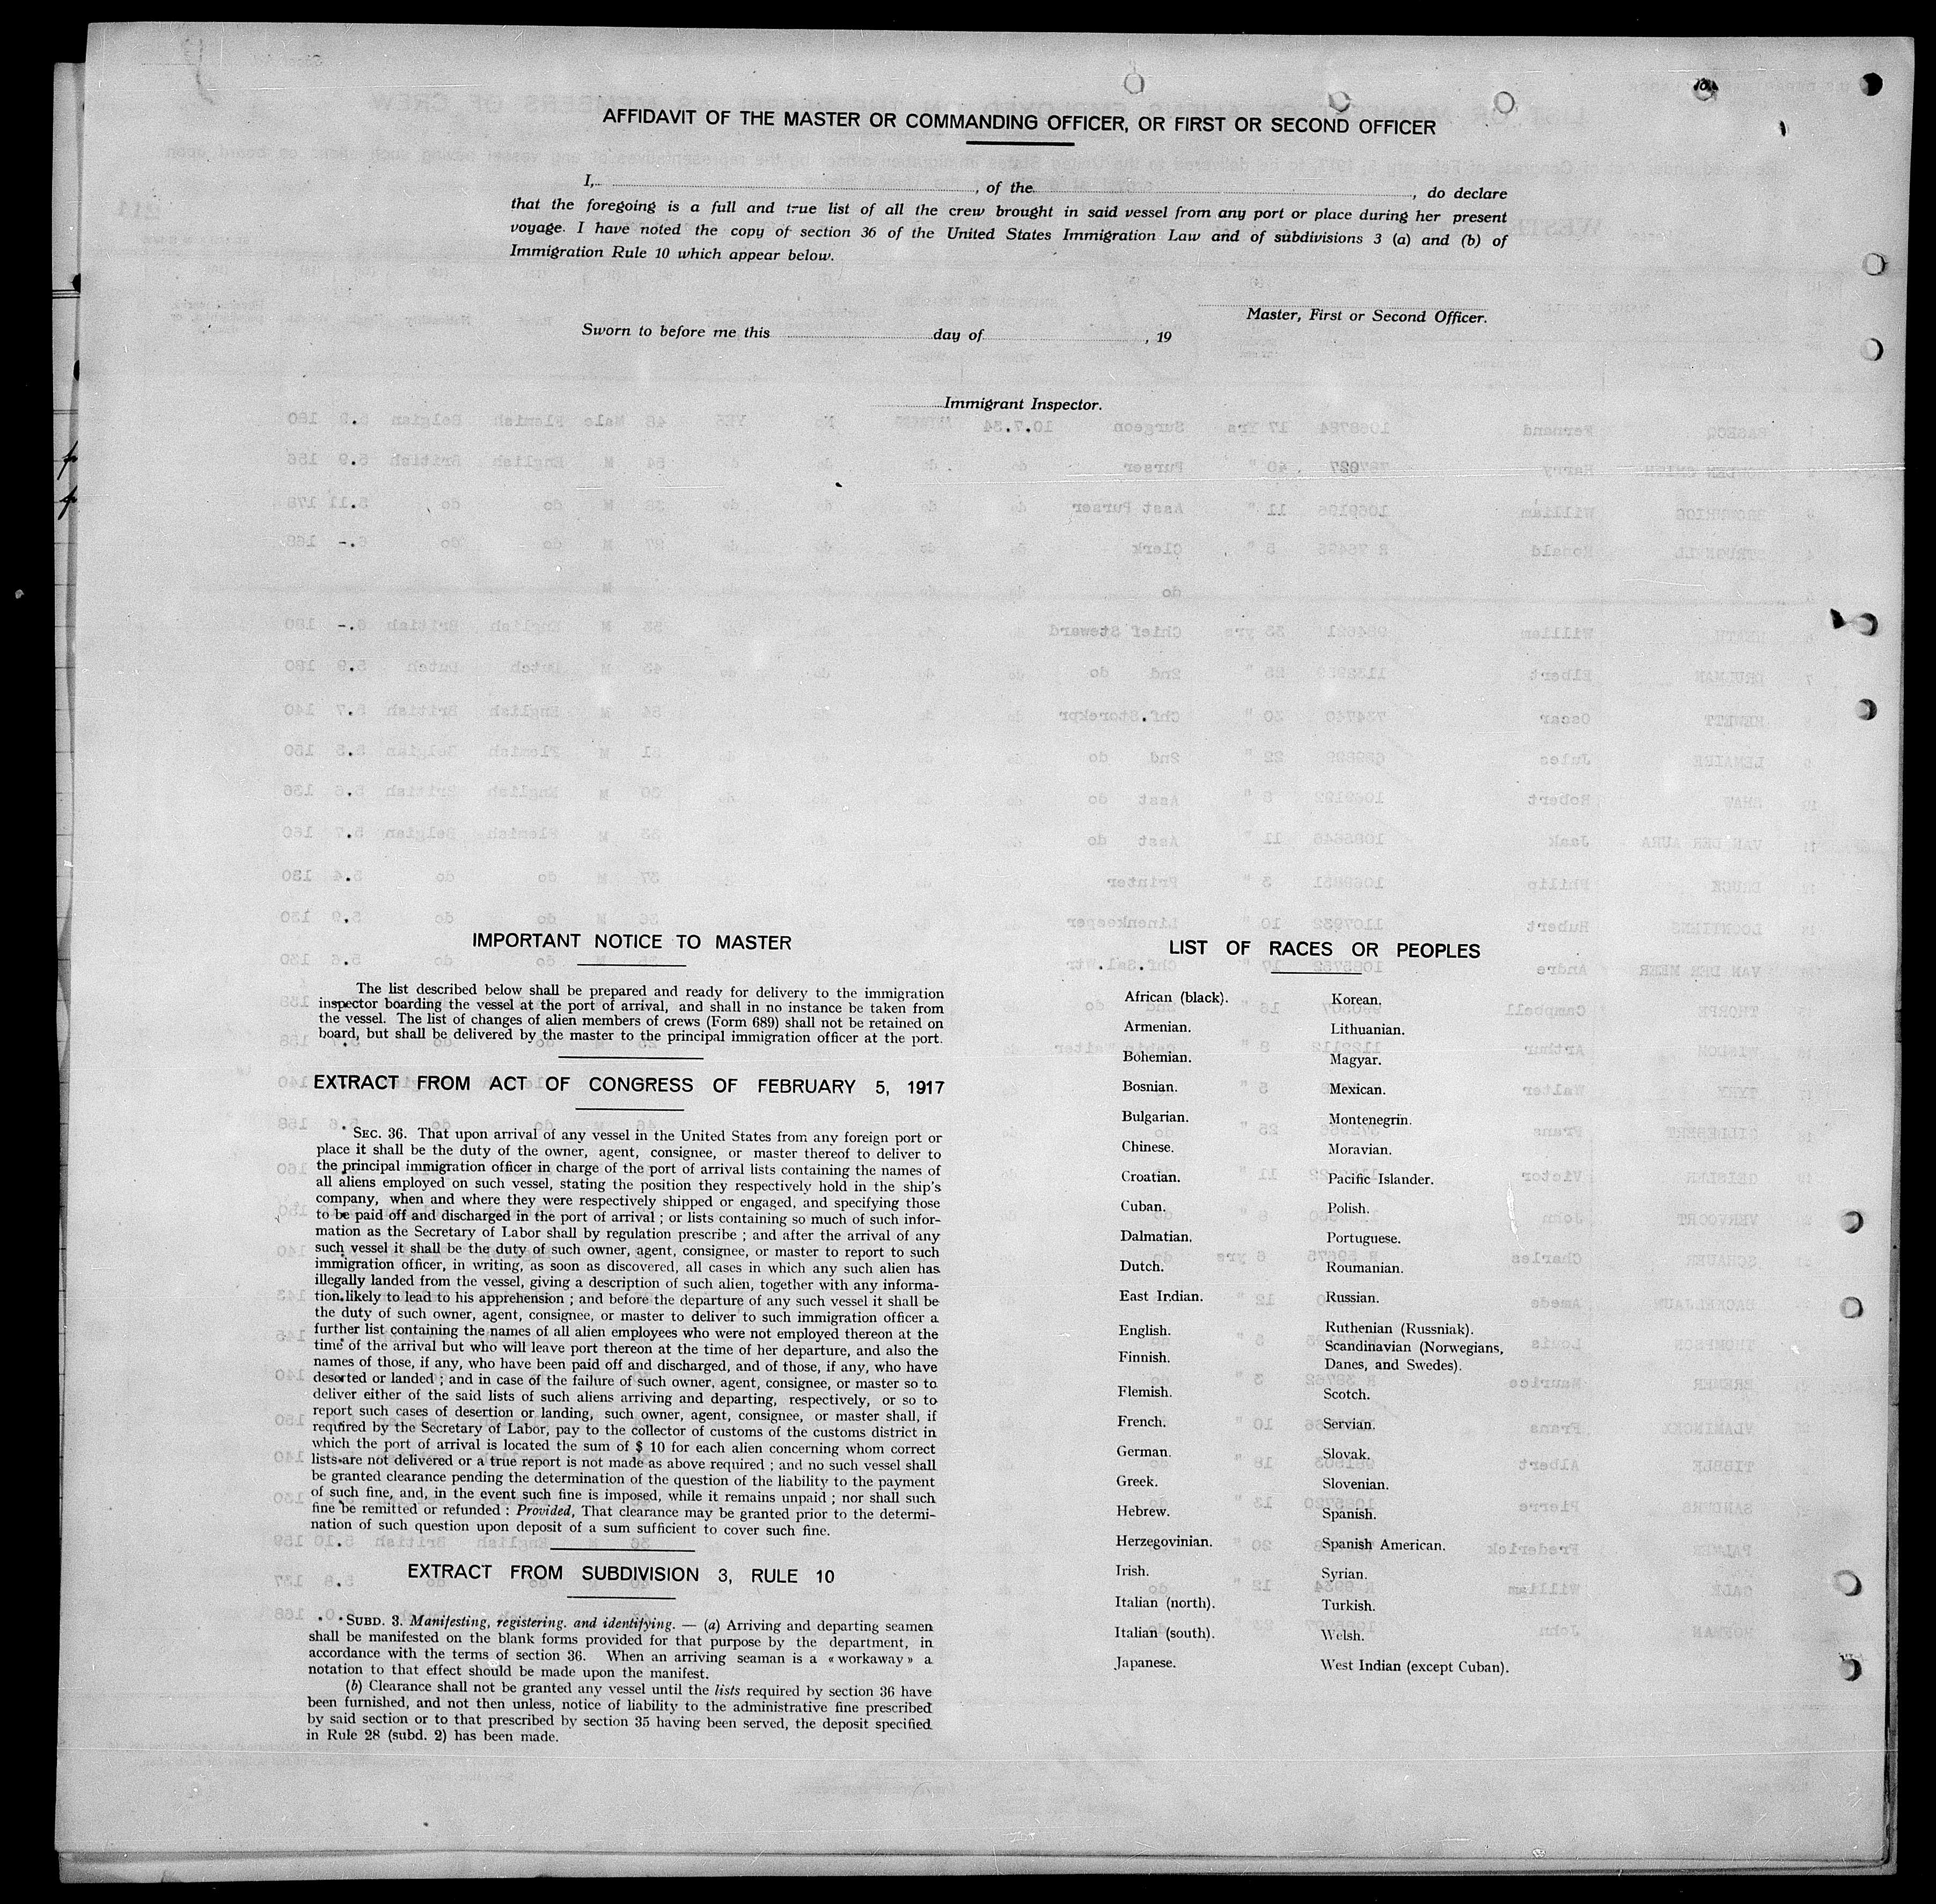 AFFIDAVIT OF THE MASTER OR COMMANDING OFFICER, OR FIRST OR SECOND OFFICER
I, , of the , do declare
that the foregoing is a full and true list of all the crew brought in said vessel from any port or place during her present
voyage. I have noted the copy of section 36 of the United States Immigration Law and of subdivisions 3 (a) and (b) of
Immigration Rule 10 which appear below.
Master, First or Second Officer.
Sworn to before me this day of , 19
Immigrant Inspector.
IMPORTANT NOTICE TO MASTER
The list described below shall be prepared and ready for delivery to the immigration
inspector boarding the vessel at the port of arrival, and shall in no instance be taken from
the vessel. The list of changes of alien members of crews (Form 689) shall not be retained on
board, but shall be delivered by the master to the principal immigration officer at the port.
EXTRACT FROM ACT OF CONGRESS OF FEBRUARY 5, 1917
SEC. 36. That upon arrival of any vessel in the United States from any foreign port or
place it shall be the duty of the owner, agent, consignee, or master thereof to deliver to
the principal immigration officer in charge of the port of arrival lists containing the names of
all aliens employed on such vessel, stating the position they respectively hold in the ship's
company, when and where they were respectively shipped or engaged, and specifying those
to be paid off and discharged in the port of arrival ; or lists containing so much of such infor-
mation as the Secretary of Labor shall by regulation prescribe ; and after the arrival of any
such vessel it shall be the duty of such owner, agent, consignee, or master to report to such
immigration officer, in writing, as soon as discovered, all cases in which any such alien has
illegally landed from the vessel, giving a description of such alien, together with any informa-
tion likely to lead to his apprehension ; and before the departure of any such vessel it shall be
the duty of such owner, agent, consignee, or master to deliver to such immigration officer a
further list containing the names of all alien employees who were not employed thereon at the
time of the arrival but who will leave port thereon at the time of her departure, and also the
names of those, if any, who have been paid off and discharged, and of those, if any, who have
deserted or landed ; and in case of the failure of such owner, agent, consignee, or master so to
deliver either of the said lists of such aliens arriving and departing, respectively, or so to
report such cases of desertion or landing, such owner, agent, consignee, or master shall, if
required by the Secretary of Labor, pay to the collector of customs of the customs district in
which the port of arrival is located the sum of $ 10 for each alien concerning whom correct
lists are not delivered or a true report is not made as above required ; and no such vessel shall
be granted clearance pending the determination of the question of the liability to the payment
of such fine, and, in the event such fine is imposed, while it remains unpaid ; nor shall such
fine be remitted or refunded : Provided, That clearance may be granted prior to the determi-
nation of such question upon deposit of a sum sufficient to cover such fine.
EXTRACT FROM SUBDIVISION 3, RULE 10
SUBD. 3. Manifesting, registering. and identifying. — (a) Arriving and departing seamen
shall be manifested on the blank forms provided for that purpose by the department, in
accordance with the terms of section 36. When an arriving seaman is a « workaway » a
notation to that effect should be made upon the manifest.
(b) Clearance shall not be granted any vessel until the lists required by section 36 have
been furnished, and not then unless, notice of liability to the administrative fine prescribed
by said section or to that prescribed by section 35 having been served, the deposit specified
in Rule 28 (subd. 2) has been made.
LIST OF RACES OR PEOPLES
African (black).
Armenian.
Bohemian.
Bosnian.
Bulgarian.
Chinese.
Croatian.
Cuban.
Dalmatian.
Dutch.
East Indian.
English.
Finnish.
Flemish.
French.
German.
Greek.
Hebrew.
Herzegovinian.
Irish.
Italian (north).
Italian (south).
Japanese.
Korean.
Lithuanian.
Magyar.
Mexican.
Montenegrin.
Moravian.
Pacific Islander.
Polish.
Portuguese.
Roumanian.
Russian.
Ruthenian (Russniak).
Scandinavian (Norwegians,
Danes, and Swedes).
Scotch.
Servian.
Slovak.
Slovenian.
Spanish.
Spanish American.
Syrian.
Turkish.
Welsh.
West Indian (except Cuban).